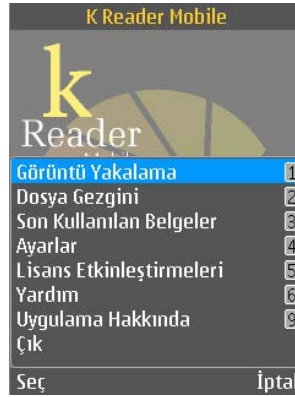 K Reader Mobile
k
Reader
Görüntü Yakalama 1
Dosya Gezgini 2
Son Kullanılan Belgeler 3
Ayarlar 4
Lisans Etkinleştirmeleri 5
Yardım 6
Uygulama Hakkında 9
Çık
Seç İptal